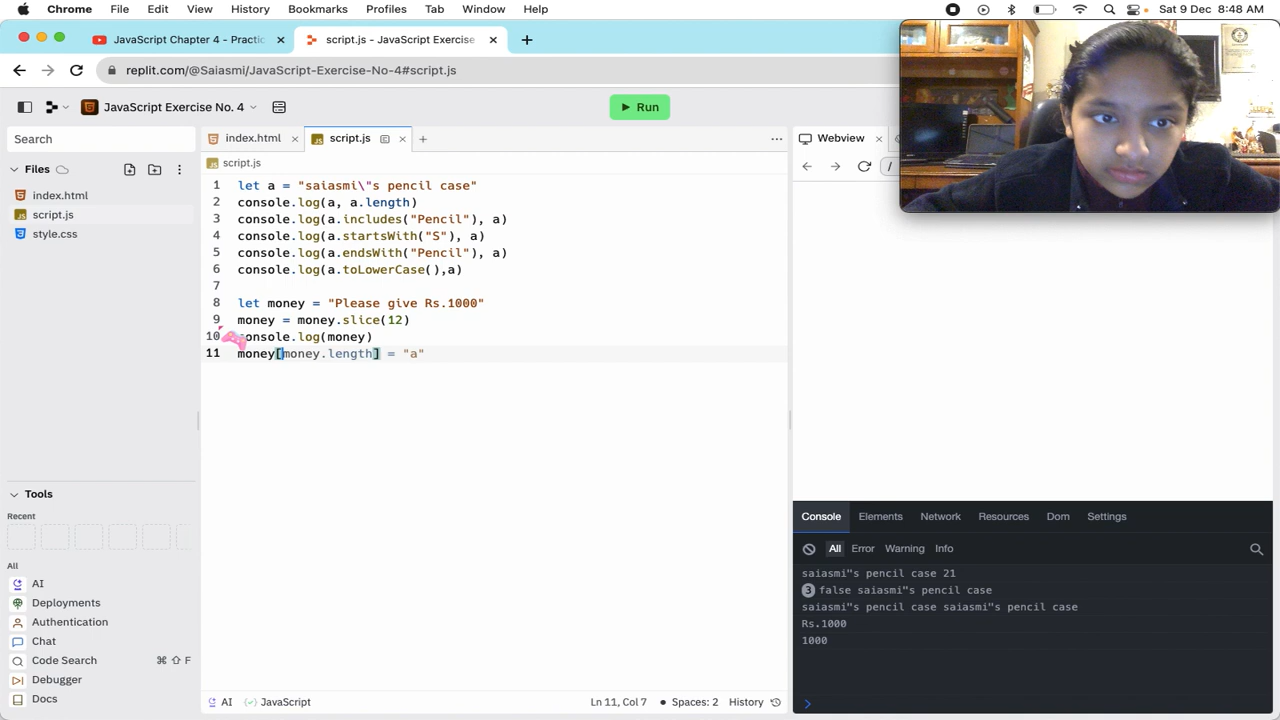 Chrome File Edit View History Bookmarks Profiles Tab Window Help Sat 9 Dec 8:48 AM
JavaScript Chapter script.js - JavaScript Exercise
replit.com/@Saiasmi/JavaScript-Exercise-No-4#script.js
JavaScript Exercise No. 4 Run
Search
Files
index.html
script.js
style.css
Tools
Recent
All
AI
Deployments
Authentication
Chat
Code Search ⌘ ⇧ F
Debugger
Docs
index.html script.js
script.js
1 let a = "saiasmi\"s pencil case"
2 console.log(a, a.length)
3 console.log(a.includes("Pencil"), a)
4 console.log(a.startsWith("S"), a)
5 console.log(a.endsWith("Pencil"), a)
6 console.log(a.toLowerCase(),a)
7
8 let money = "Please give Rs.1000"
9 money = money.slice(12)
10 console.log(money)
11 money[money.length] = "a"
AI JavaScript Ln 11, Col 7 Spaces: 2 History
Webview
/
Console Elements Network Resources Dom Settings
All Error Warning Info
saiasmi"s pencil case 21
3 false saiasmi"s pencil case
saiasmi"s pencil case saiasmi"s pencil case
Rs.1000
1000
>